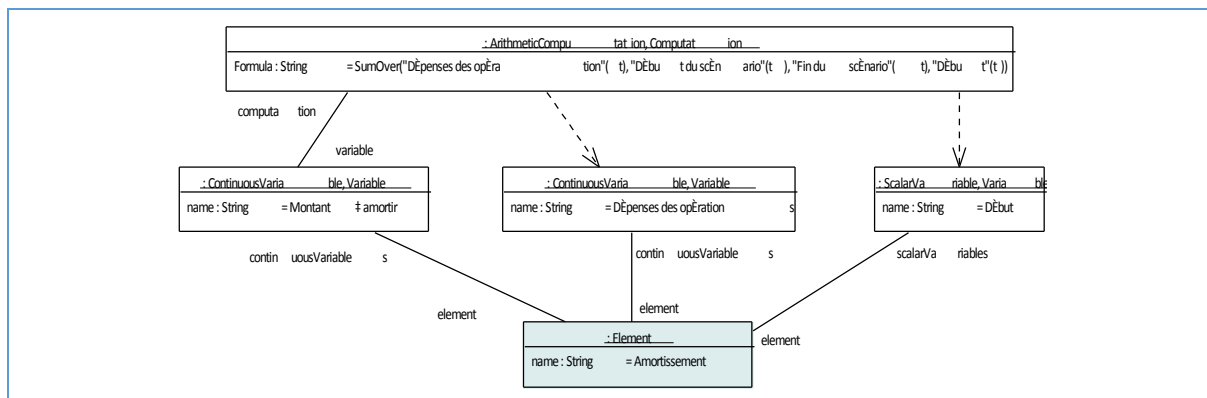 : ArithmeticCompu tat ion, Computat ion
Formula : String = SumOver("DÈpenses des opÈra tion"( t), "DÈbu t du scÈn ario"(t ), "Fin du scÈnario"( t), "DÈbu t"(t ))
computa tion
variable
: ContinuousVaria ble, Variable
name : String = Montant ‡ amortir
: ContinuousVaria ble, Variable
name : String = DÈpenses des opÈration s
: ScalarVa riable, Varia ble
name : String = DÈbut
contin uousVariable s
contin uousVariable s
scalarVa riables
element
element
element
: Element
name : String = Amortissement